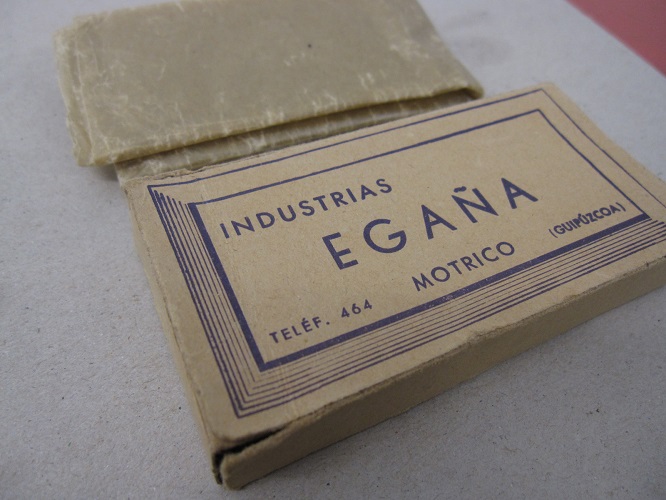 INDUSTRIAS
EGAÑA
MOTRICO
(GUIPÚZCOA)
TELÉF. 464